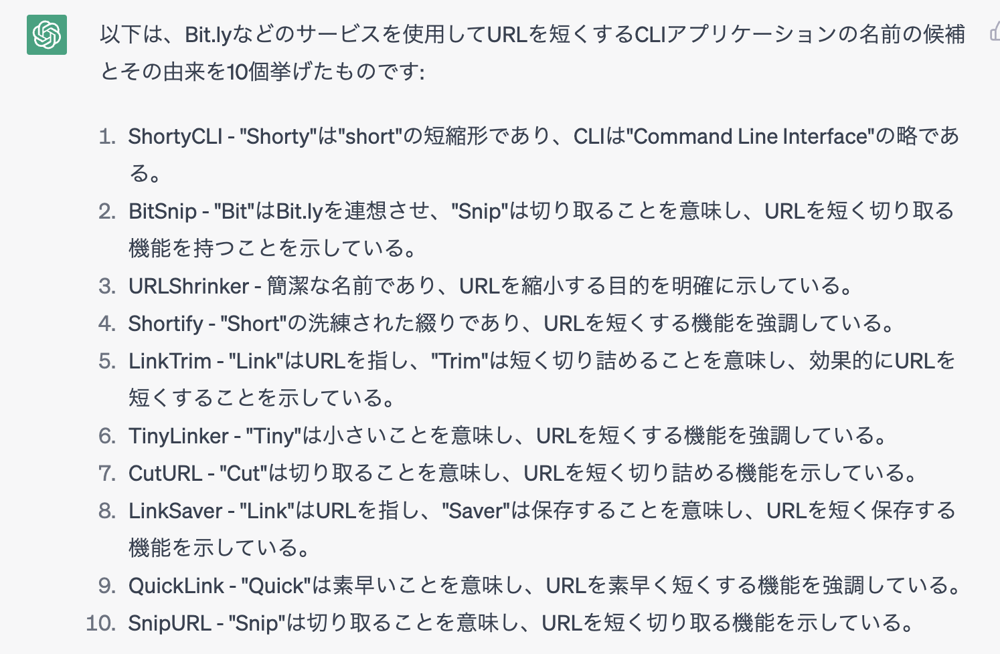 以下は、Bit.lyなどのサービスを使用してURLを短くするCLIアプリケーションの名前の候補
とその由来を10個挙げたものです:
1. ShortyCLI - "Shorty"は"short"の短縮形であり、CLIは"Command Line Interface"の略であ
る。
2. BitSnip - "Bit"はBit.lyを連想させ、"Snip"は切り取ることを意味し、URLを短く切り取る
機能を持つことを示している。
3. URLShrinker - 簡潔な名前であり、URLを縮小する目的を明確に示している。
4. Shortify - "Short"の洗練された綴りであり、URLを短くする機能を強調している。
5. LinkTrim - "Link"はURLを指し、"Trim"は短く切り詰めることを意味し、効果的にURLを
短くすることを示している。
6. TinyLinker - "Tiny"は小さいことを意味し、URLを短くする機能を強調している。
7. CutURL - "Cut"は切り取ることを意味し、URLを短く切り詰める機能を示している。
8. LinkSaver - "Link"はURLを指し、"Saver"は保存することを意味し、URLを短く保存する
機能を示している。
9. QuickLink - "Quick"は素早いことを意味し、URLを素早く短くする機能を強調している。
10. SnipURL - "Snip"は切り取ることを意味し、URLを短く切り取る機能を示している。